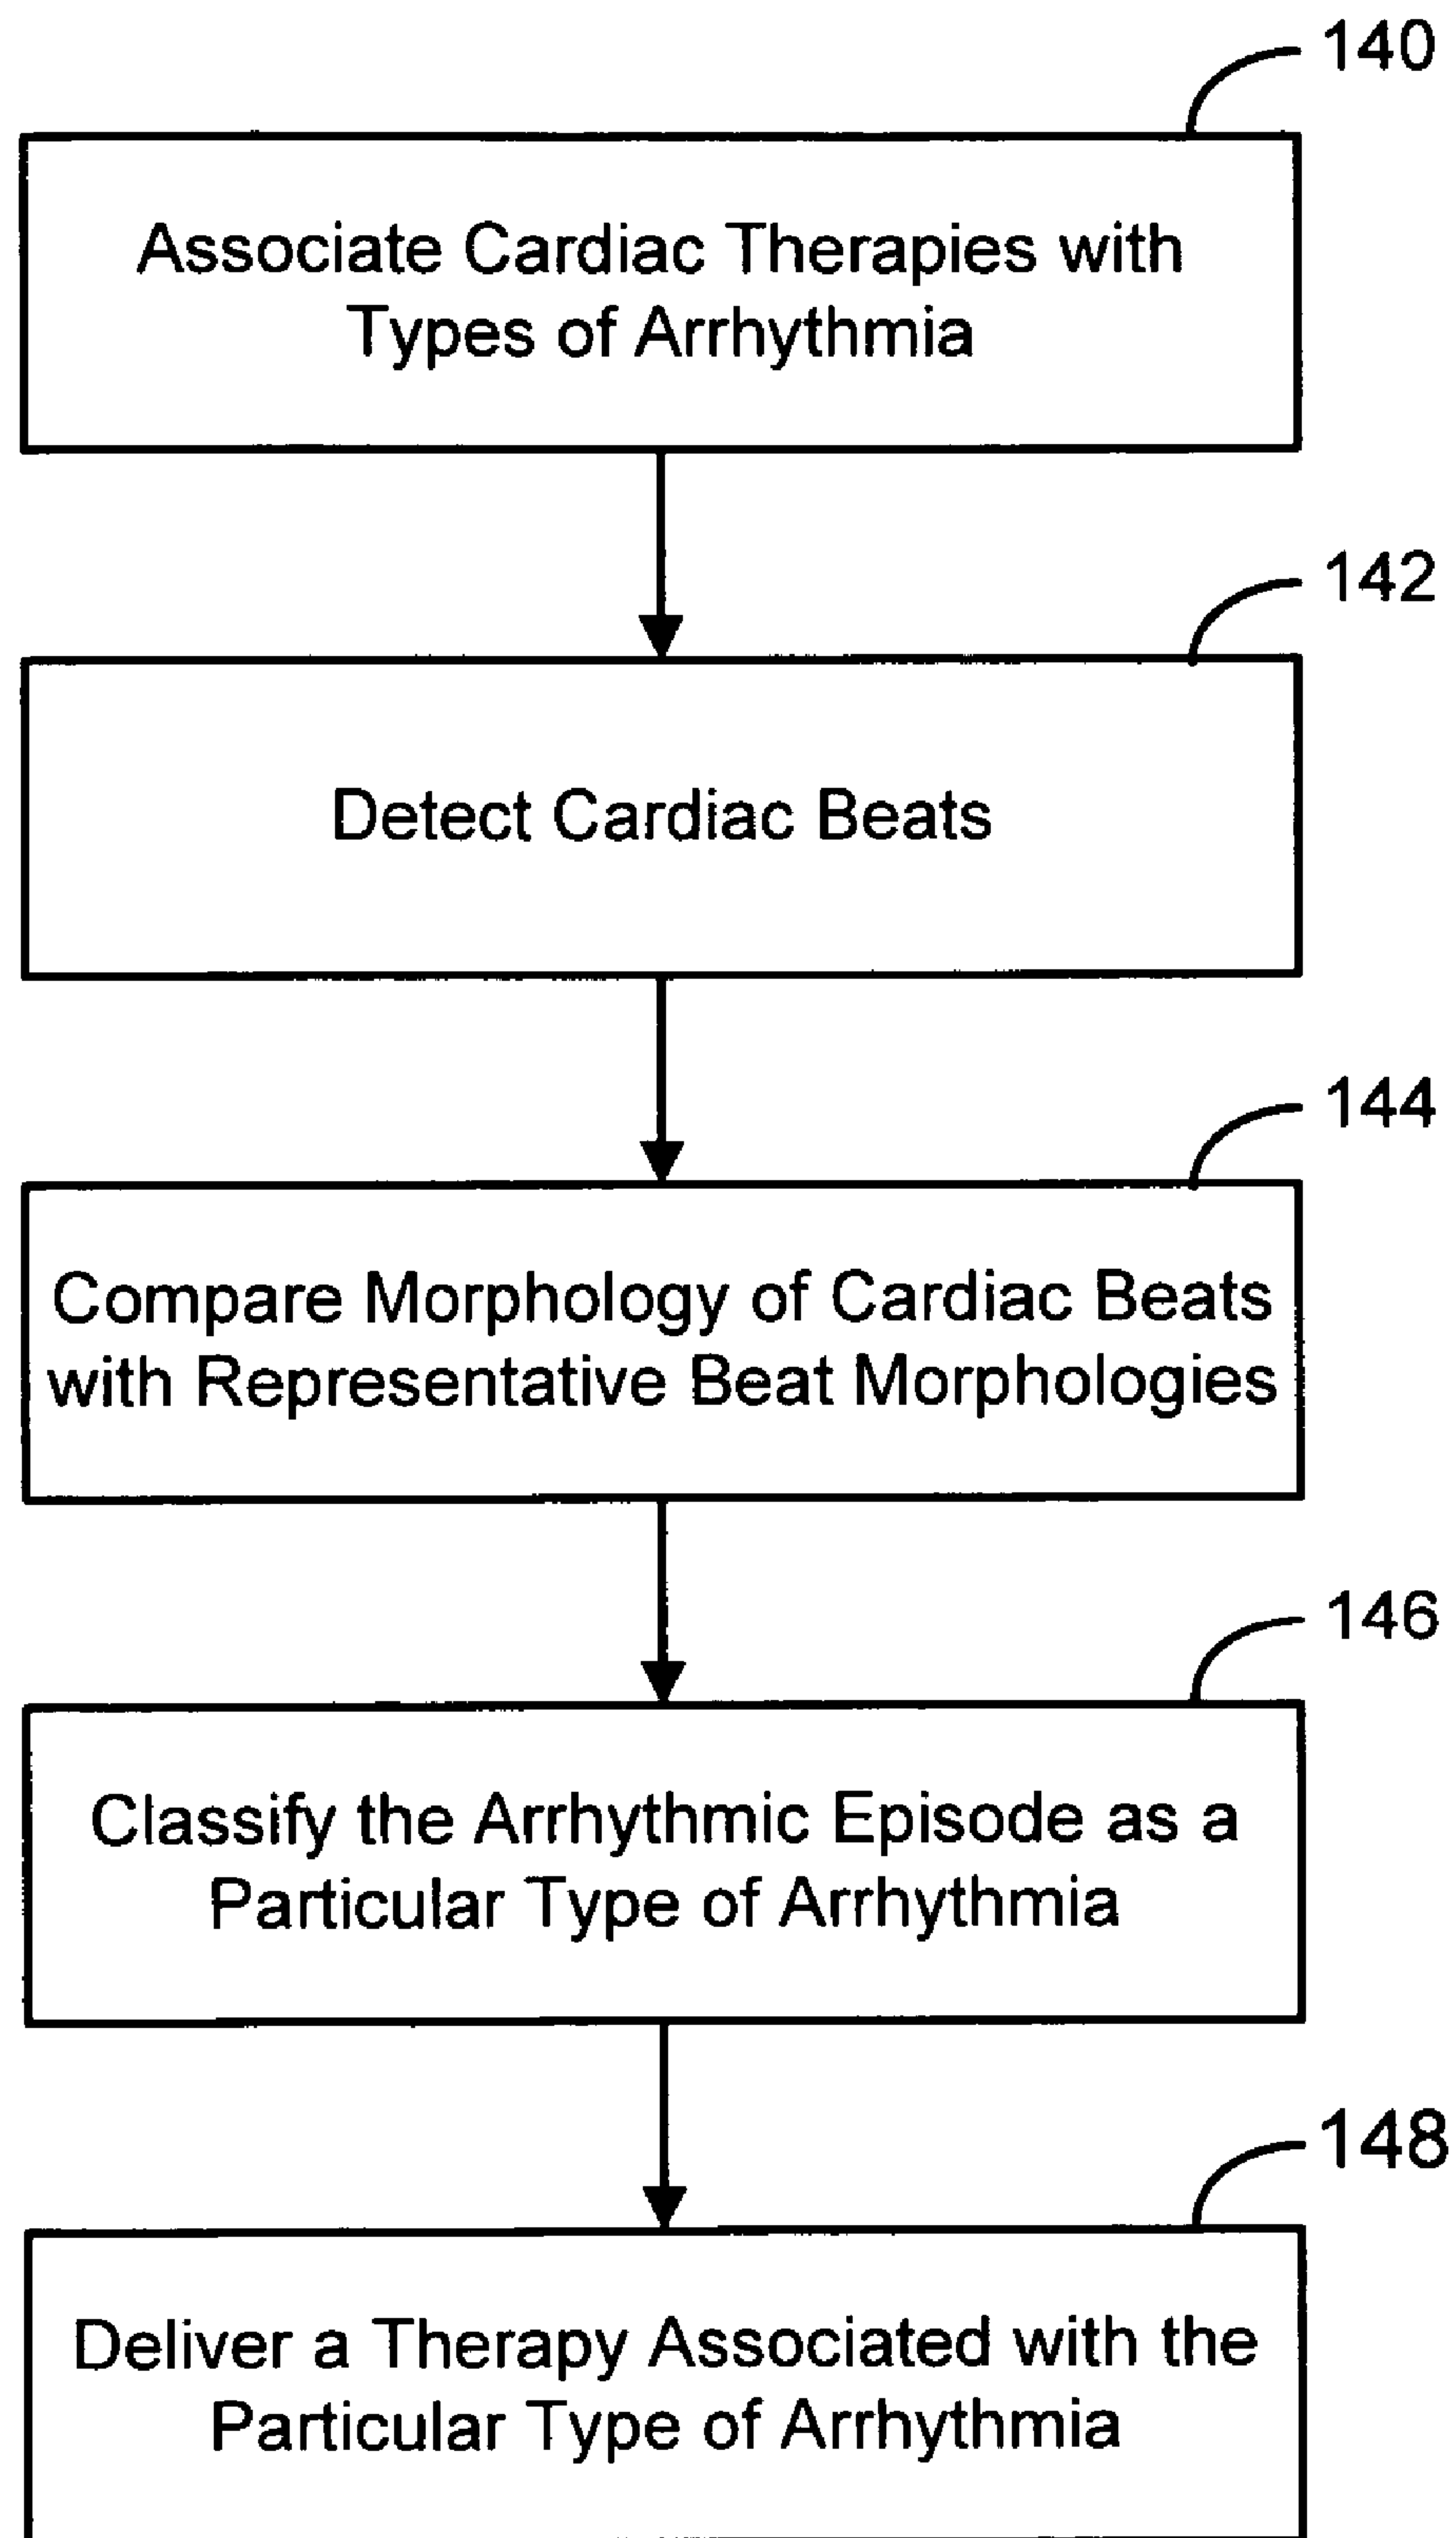 140
Associate Cardiac Therapies with
Types of Arrhythmia
142
Detect Cardiac Beats
144
Compare Morphology of Cardiac Beats
with Representative Beat Morphologies
146
Classify the Arrhythmic Episode as a
Particular Type of Arrhythmia
148
Deliver a Therapy Associated with the
Particular Type of Arrhythmia